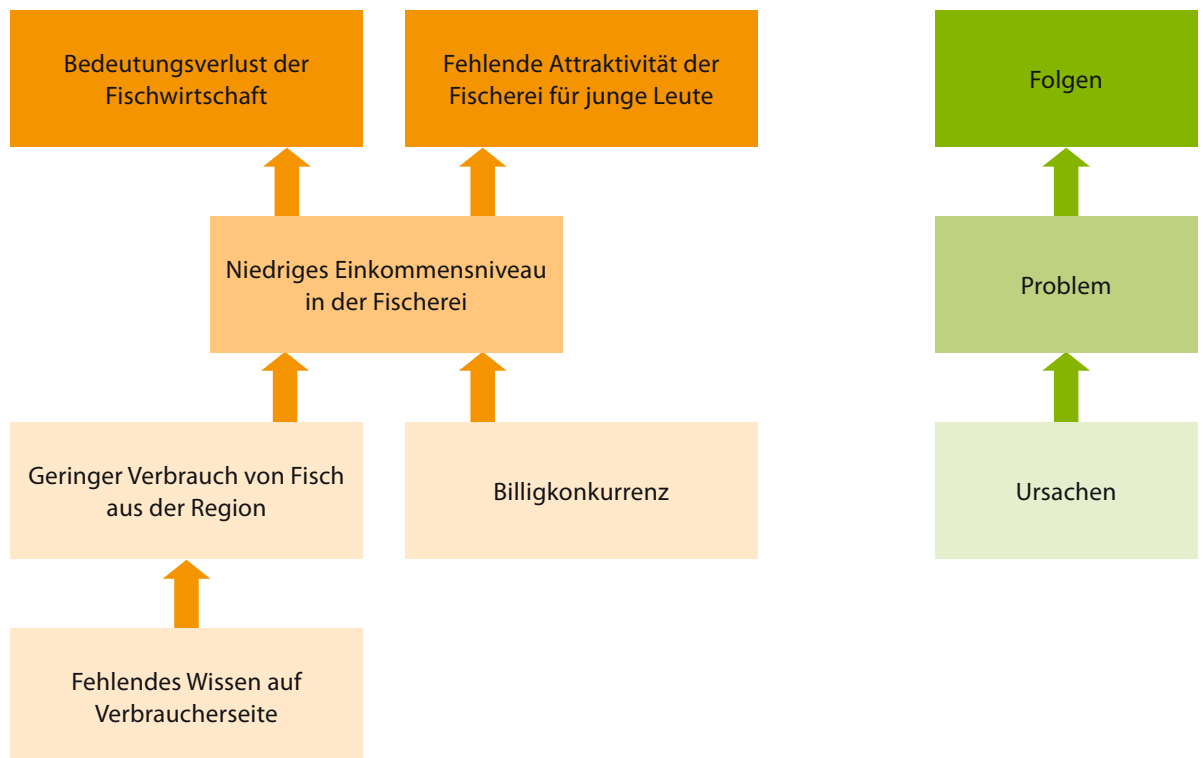 Bedeutungsverlust der
Fischwirtschaft
Fehlende Attraktivität der
Fischerei für junge Leute
Folgen
Niedriges Einkommensniveau
in der Fischerei
Problem
Geringer Verbrauch von Fisch
aus der Region
Billigkonkurrenz
Ursachen
Fehlendes Wissen auf
Verbraucherseite